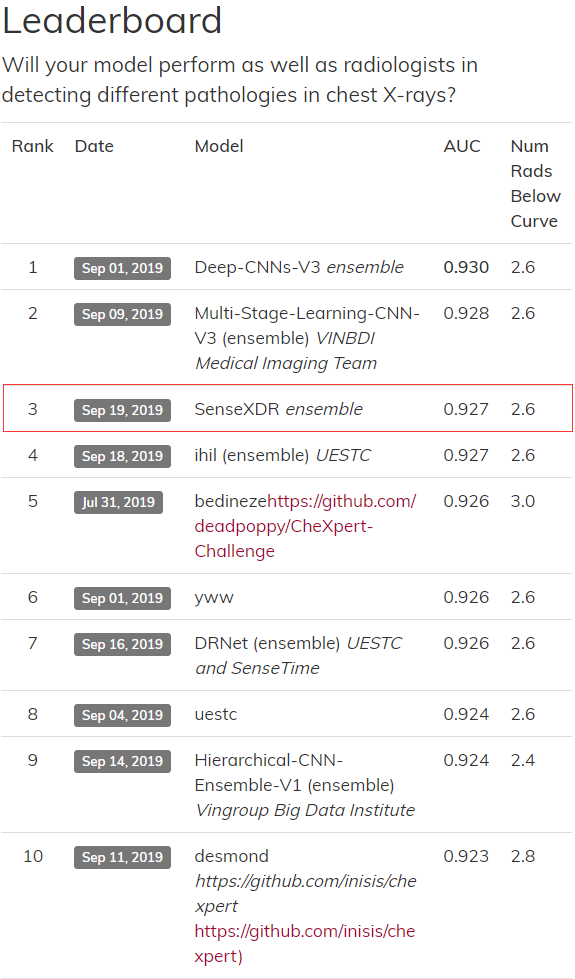 Leaderboard
Will your model perform as well as radiologists in
detecting different pathologies in chest X-rays?
Rank Date Model AUC Num
Rads
Below
Curve
1 Sep 01, 2019 Deep-CNNs-V3 ensemble 0.930 2.6
2 Sep 09, 2019 Multi-Stage-Learning-CNN- 0.928 2.6
V3 (ensemble) VINBDI
Medical Imaging Team
3 Sep 19, 2019 SenseXDR ensemble 0.927 2.6
4 Sep 18, 2019 ihil (ensemble) UESTC 0.927 2.6
5 Jul 31, 2019 bedinezehttps://github.com/ 0.926 3.0
deadpoppy/CheXpert-
Challenge
6 Sep 01, 2019 yww 0.926 2.6
7 Sep 16, 2019 DRNet (ensemble) UESTC 0.926 2.6
and SenseTime
8 Sep 04, 2019 uestc 0.924 2.6
9 Sep 14, 2019 Hierarchical-CNN- 0.924 2.4
Ensemble-V1 (ensemble)
Vingroup Big Data Institute
10 Sep 11, 2019 desmond 0.923 2.8
https://github.com/inisis/che
xpert
https://github.com/inisis/che
xpert)